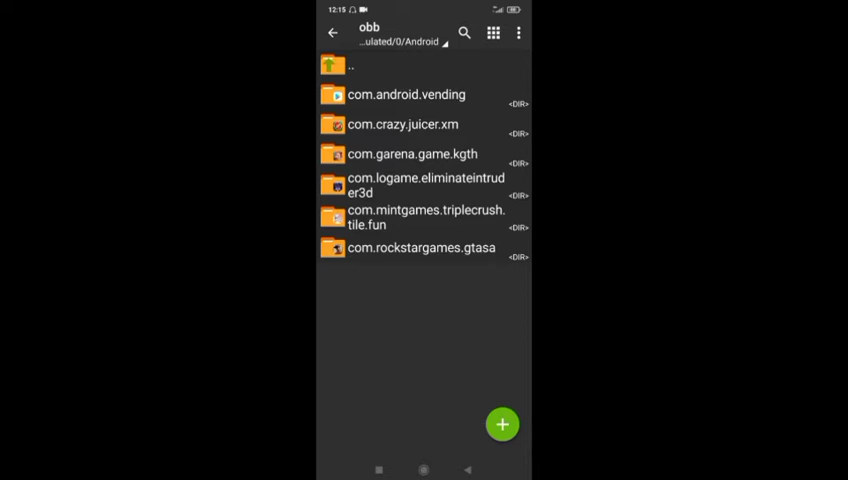 12:15
obb
...ulated/0/Android
..
com.android.vending
<DIR>
com.crazy.juicer.xm
<DIR>
com.garena.game.kgth
<DIR>
com.logame.eliminateintrud
er3d
<DIR>
com.mintgames.triplecrush.
tile.fun
<DIR>
com.rockstargames.gtasa
<DIR>